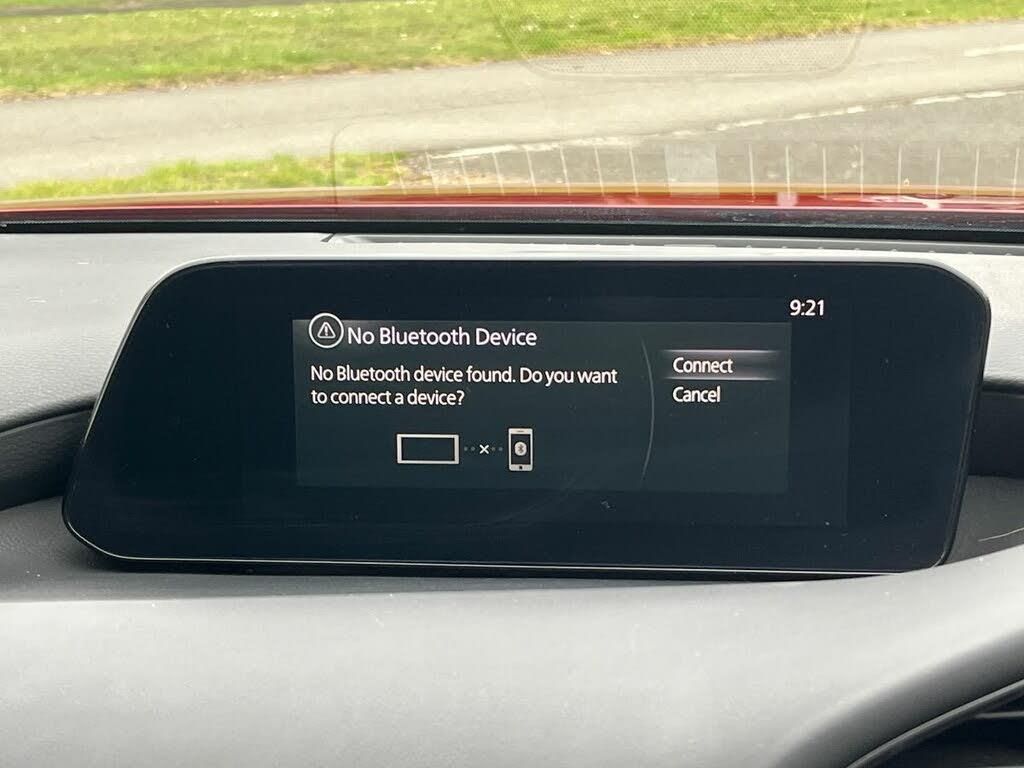 9:21
No Bluetooth Device
No Bluetooth device found. Do you want
to connect a device?
Connect
Cancel